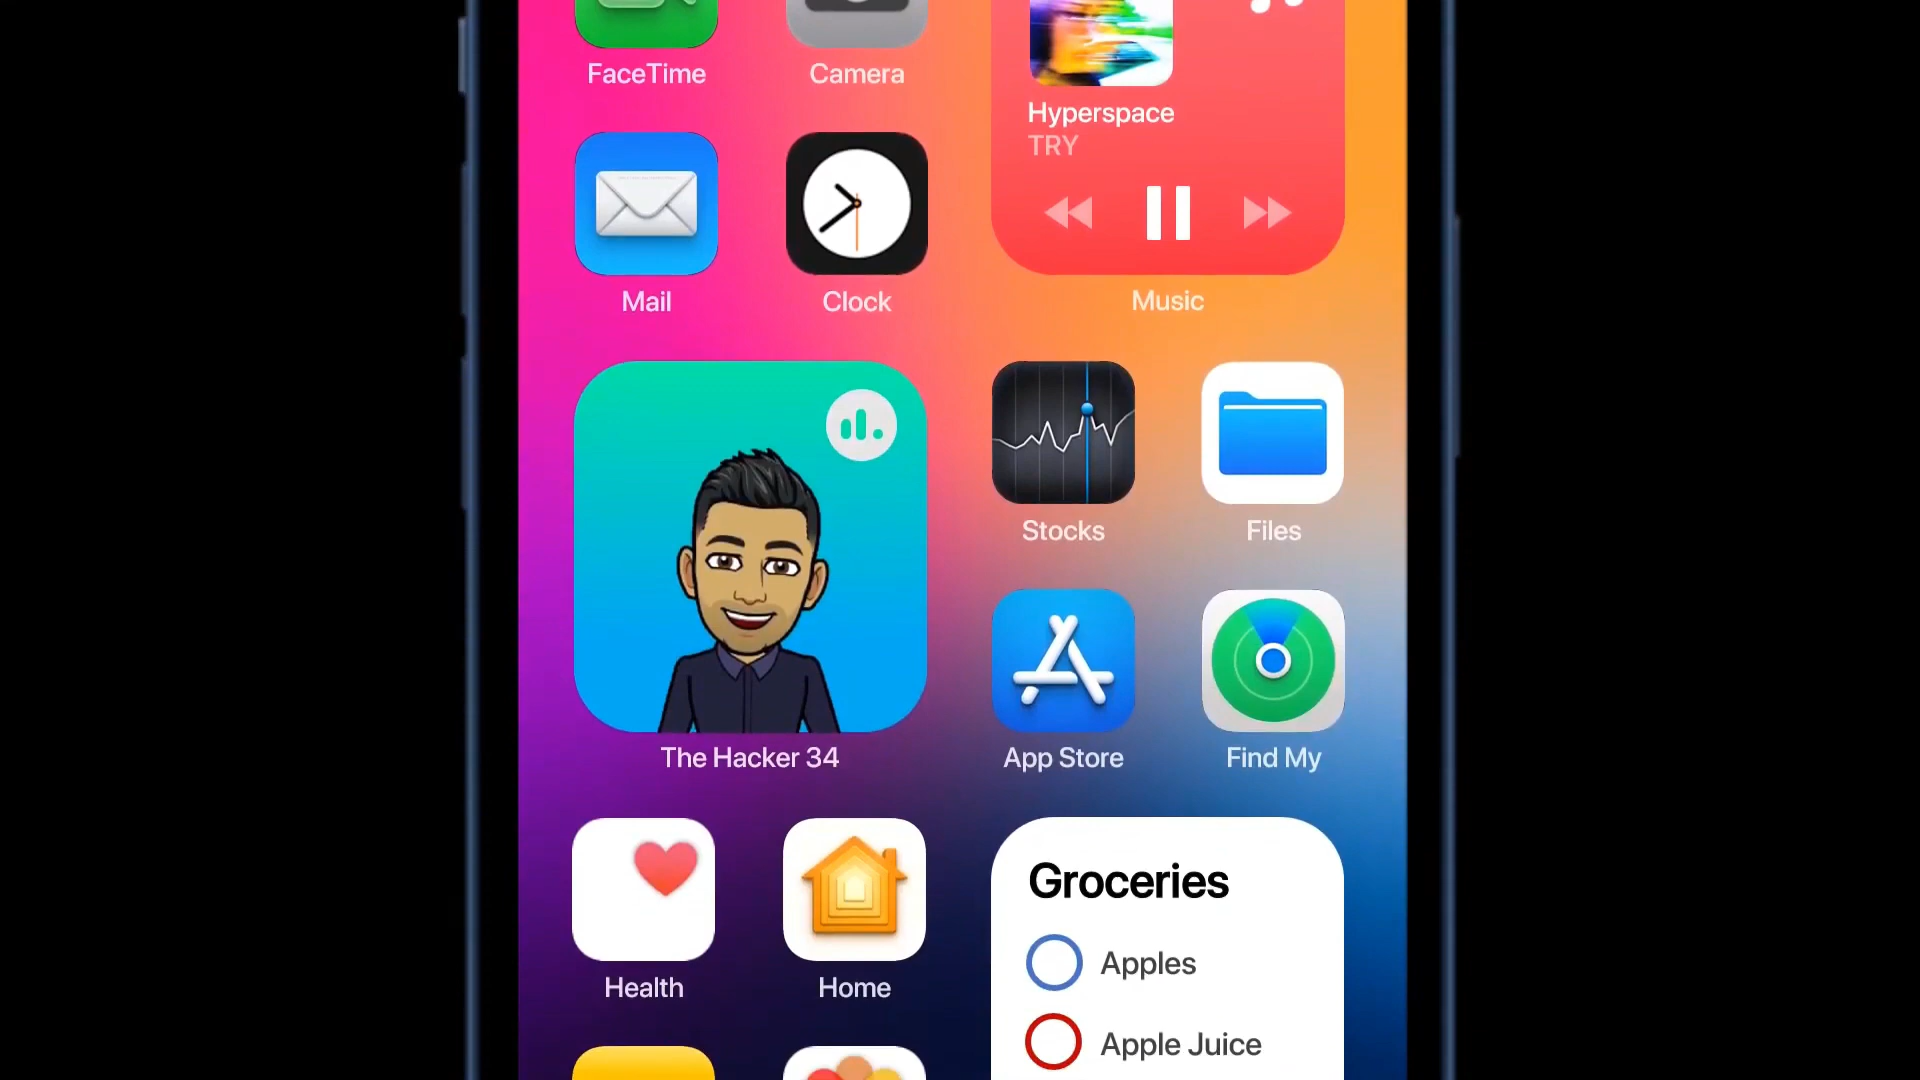 FaceTime
Camera
Hyperspace
TRY
Mail
Clock
Music
Stocks
Files
The Hacker 34
App Store
Find My
Health
Home
Groceries
Apples
Apple Juice